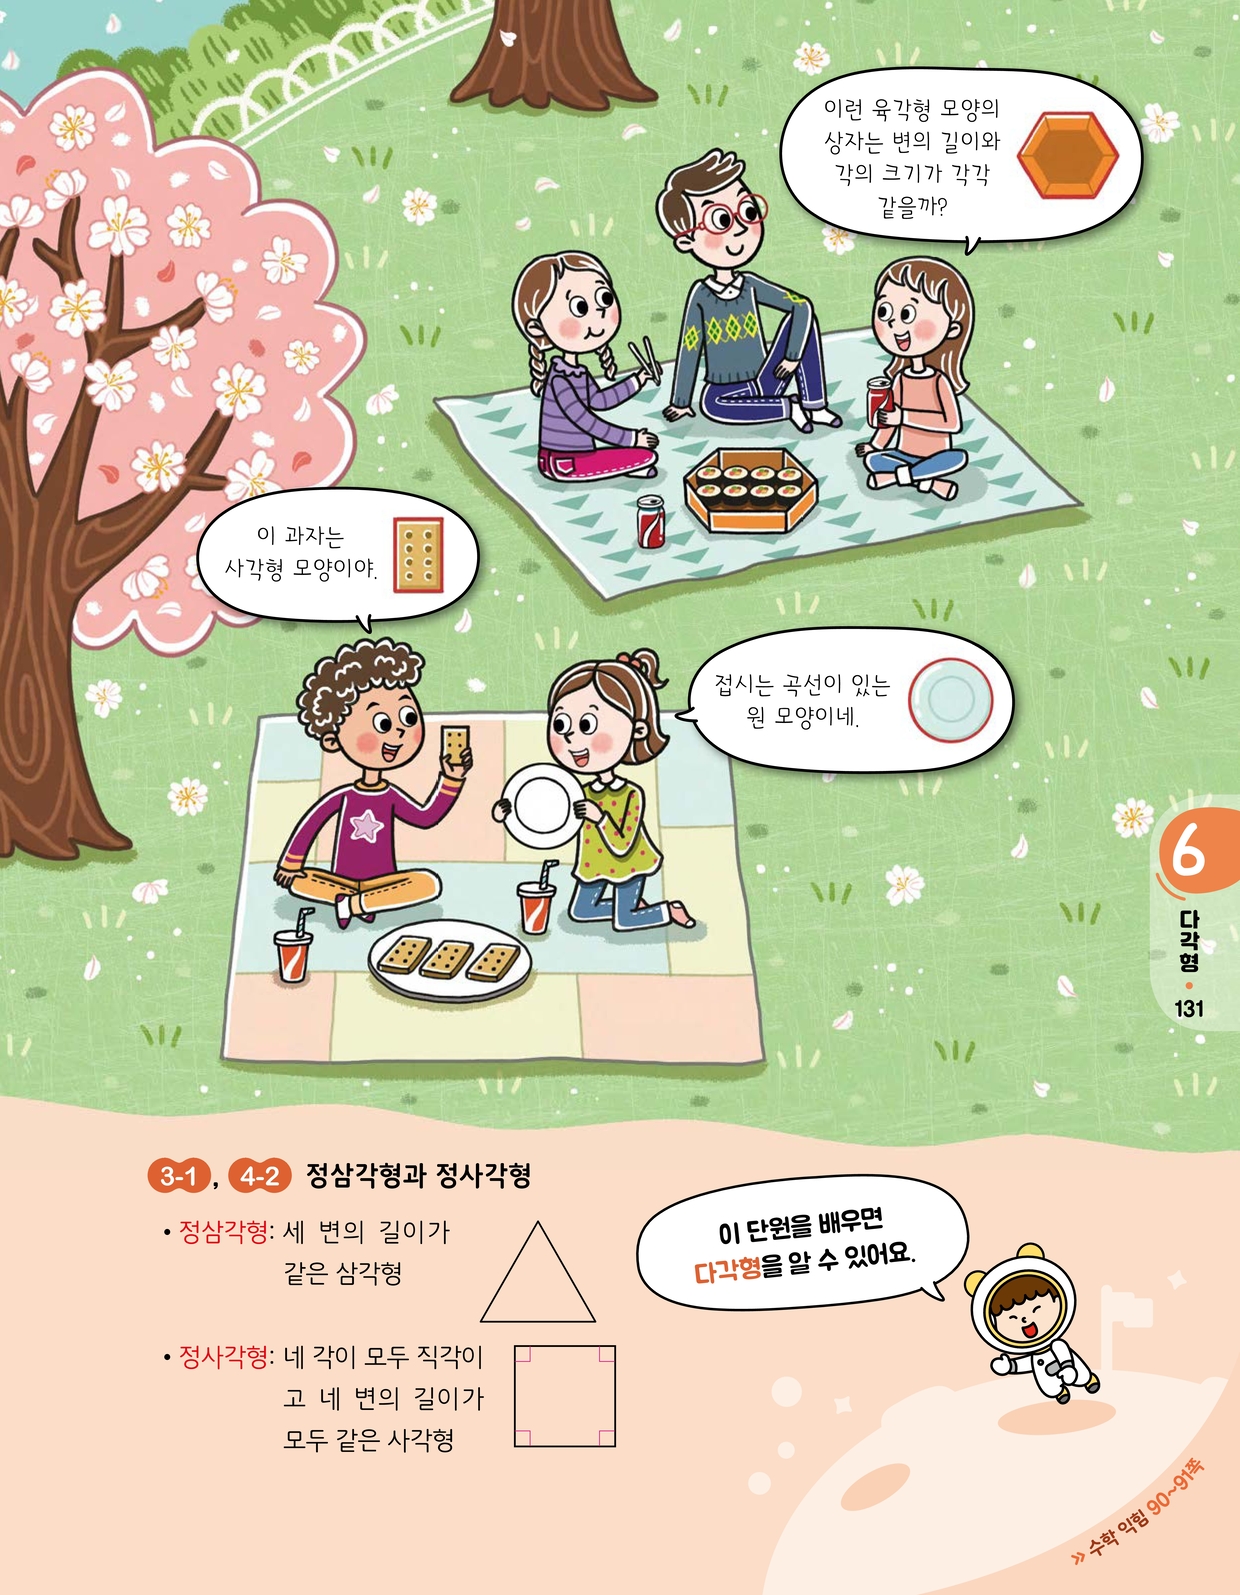 이런 육각형 모양의
상자는 변의 길이와
각의 크기가 각각
같을까?
이 과자는
사각형 모양이야.
접시는 곡선이 있는
원 모양이네.
6
다각형 • 131
3-1, 4-2 정삼각형과 정사각형
• 정삼각형: 세 변의 길이가
같은 삼각형
• 정사각형: 네 각이 모두 직각이
고 네 변의 길이가
모두 같은 사각형
이 단원을 배우면
다각형을 알 수 있어요.
» 수학 익힘 90~91쪽